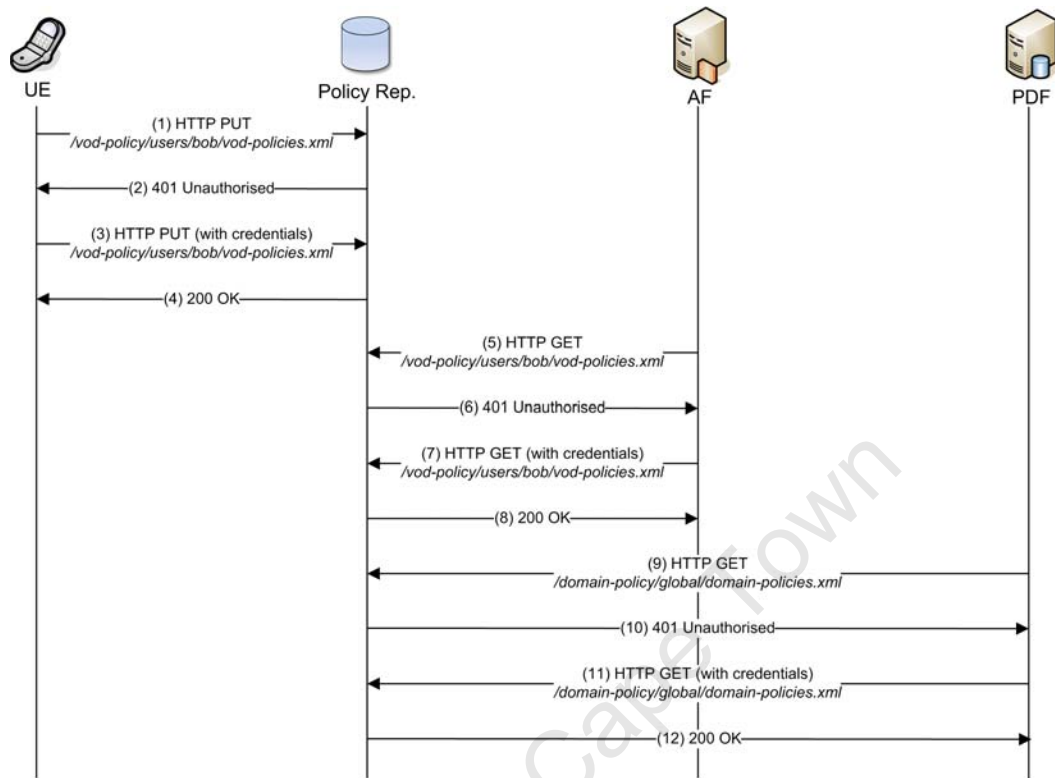 UE
Policy Rep.
AF
PDF
(1) HTTP PUT
/vod-policy/users/bob/vod-policies.xml
(2) 401 Unauthorised
(3) HTTP PUT (with credentials)
/vod-policy/users/bob/vod-policies.xml
(4) 200 OK
(5) HTTP GET
/vod-policy/users/bob/vod-policies.xml
(6) 401 Unauthorised
(7) HTTP GET (with credentials)
/vod-policy/users/bob/vod-policies.xml
(8) 200 OK
(9) HTTP GET
/domain-policy/global/domain-policies.xml
(10) 401 Unauthorised
(11) HTTP GET (with credentials)
/domain-policy/global/domain-policies.xml
(12) 200 OK
Cape Town